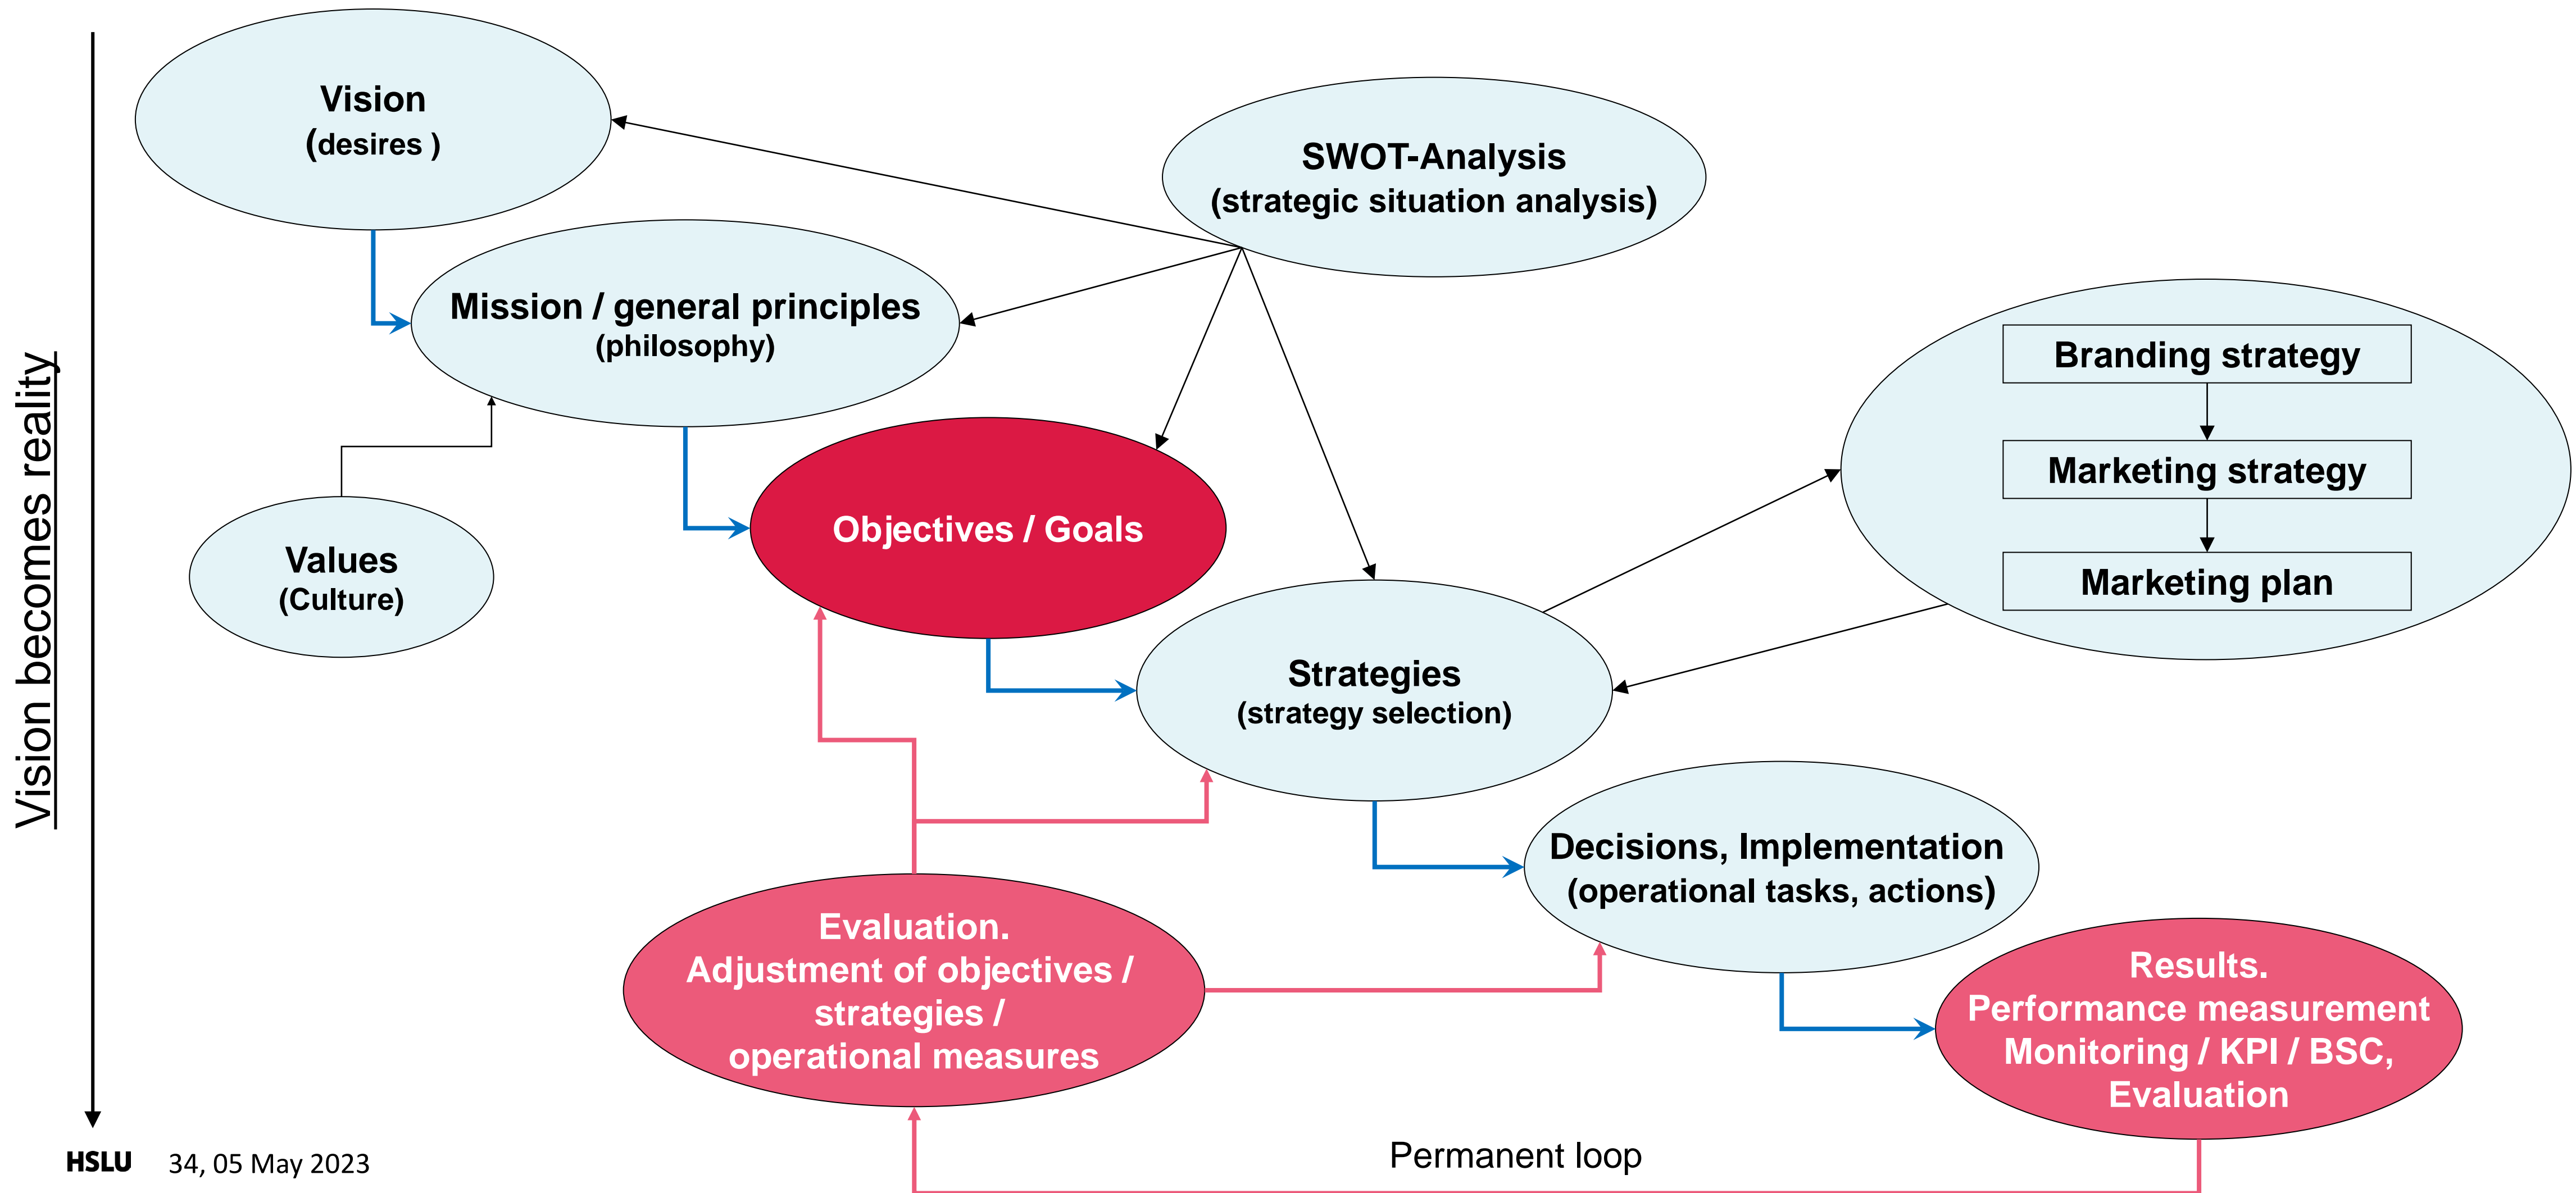 Vision becomes reality
Vision
(desires )
SWOT-Analysis
(strategic situation analysis)
Mission / general principles
(philosophy)
Branding strategy
Marketing strategy
Marketing plan
Objectives / Goals
Values
(Culture)
Strategies
(strategy selection)
Decisions, Implementation
(operational tasks, actions)
Evaluation.
Adjustment of objectives /
strategies /
operational measures
Results.
Performance measurement
Monitoring / KPI / BSC,
Evaluation
Permanent loop
HSLU 34, 05 May 2023